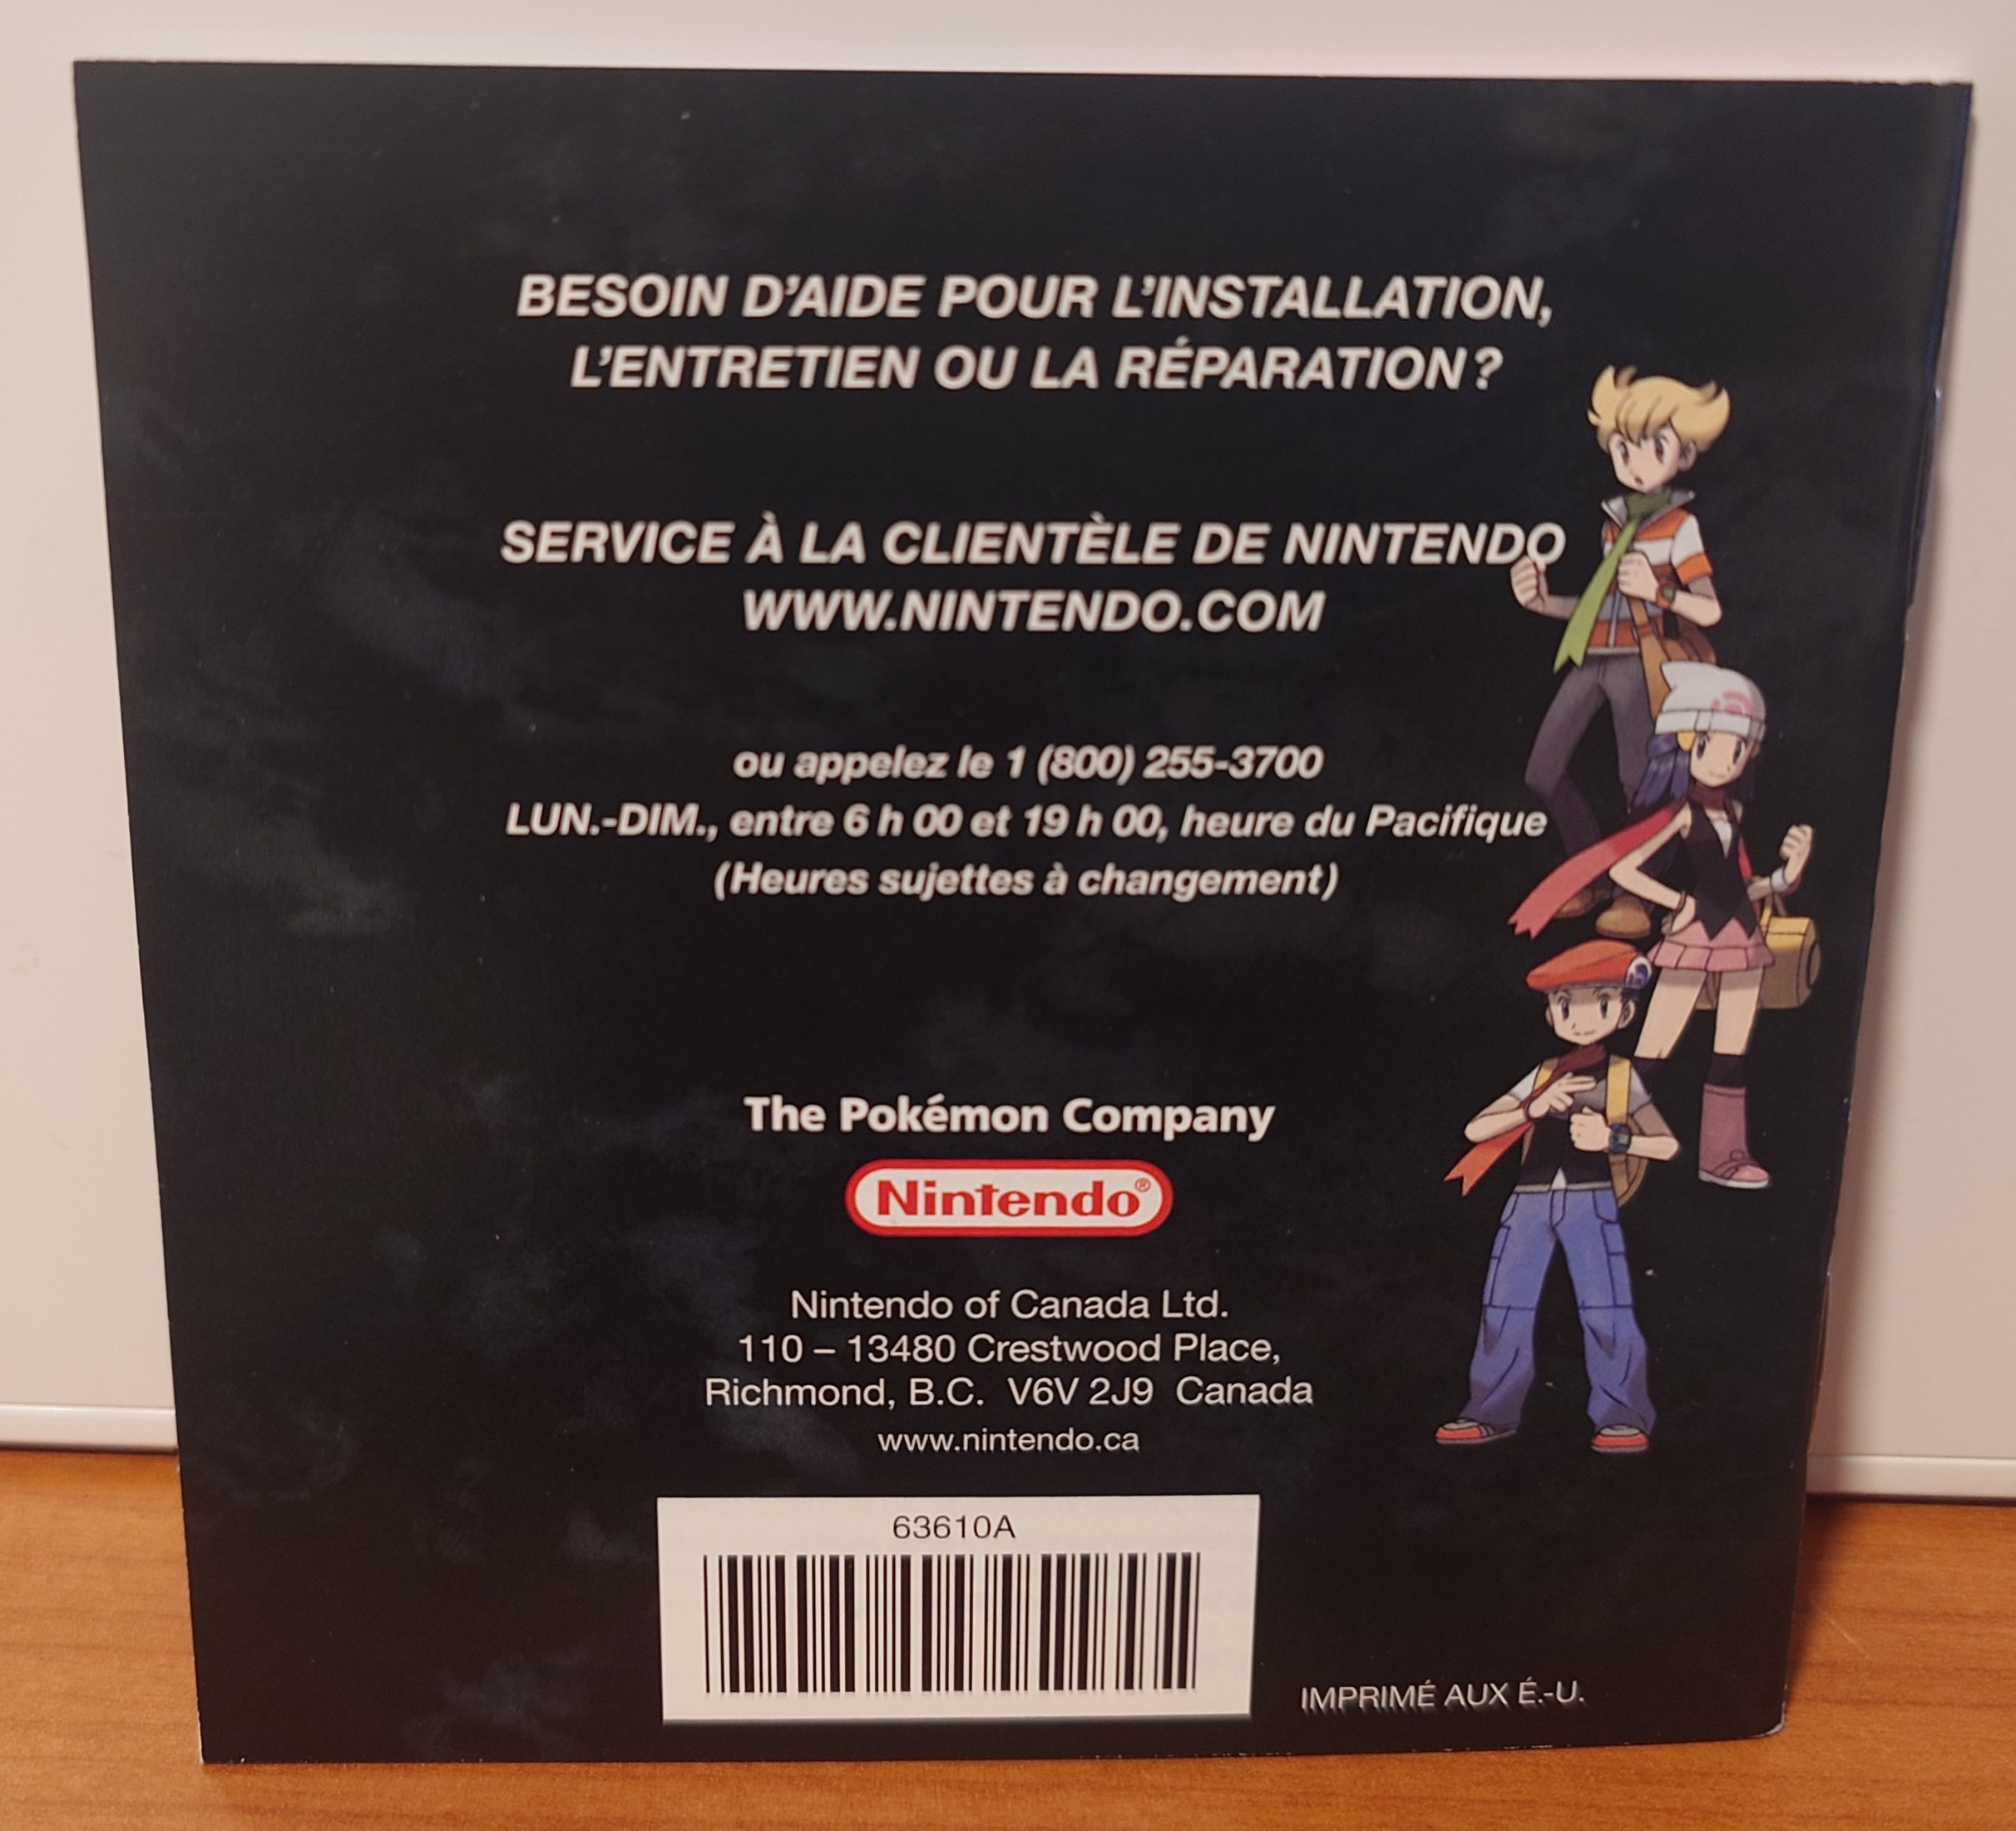 BESOIN D'AIDE POUR L'INSTALLATION,
L'ENTRETIEN OU LA RÉPARATION ?
SERVICE À LA CLIENTÈLE DE NINTENDO
WWW.NINTENDO.COM
ou appelez le 1 (800) 255-3700
LUN.-DIM., entre 6 h 00 et 19 h 00, heure du Pacifique
(Heures sujettes à changement)
The Pokémon Company
Nintendo®
Nintendo of Canada Ltd.
110 – 13480 Crestwood Place,
Richmond, B.C.  V6V 2J9  Canada
www.nintendo.ca
63610A
IMPRIMÉ AUX É.-U.